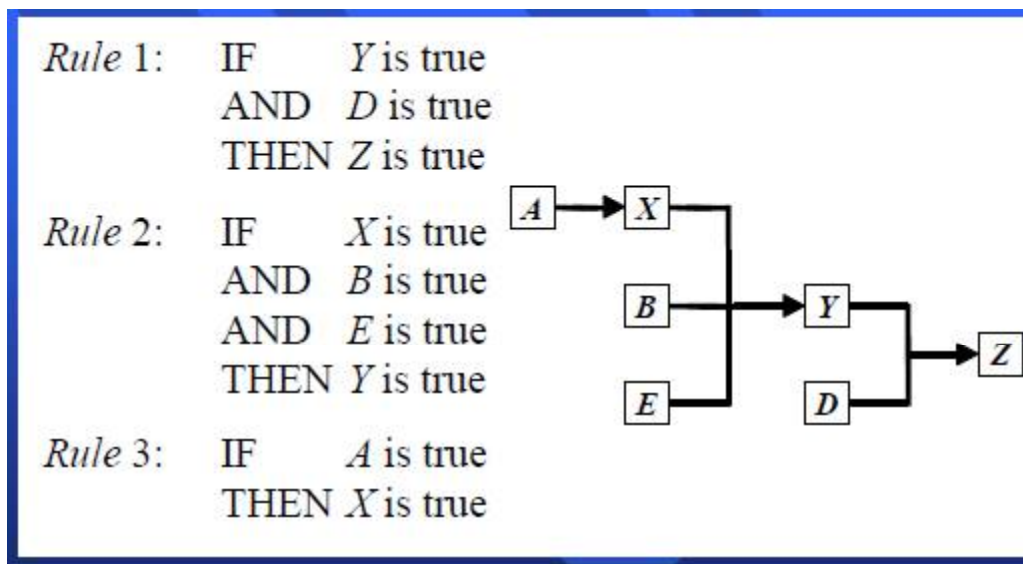 Rule 1: IF Y is true
AND D is true
THEN Z is true
Rule 2: IF X is true
AND B is true
AND E is true
THEN Y is true
Rule 3: IF A is true
THEN X is true
A X
B Y
Z
E D